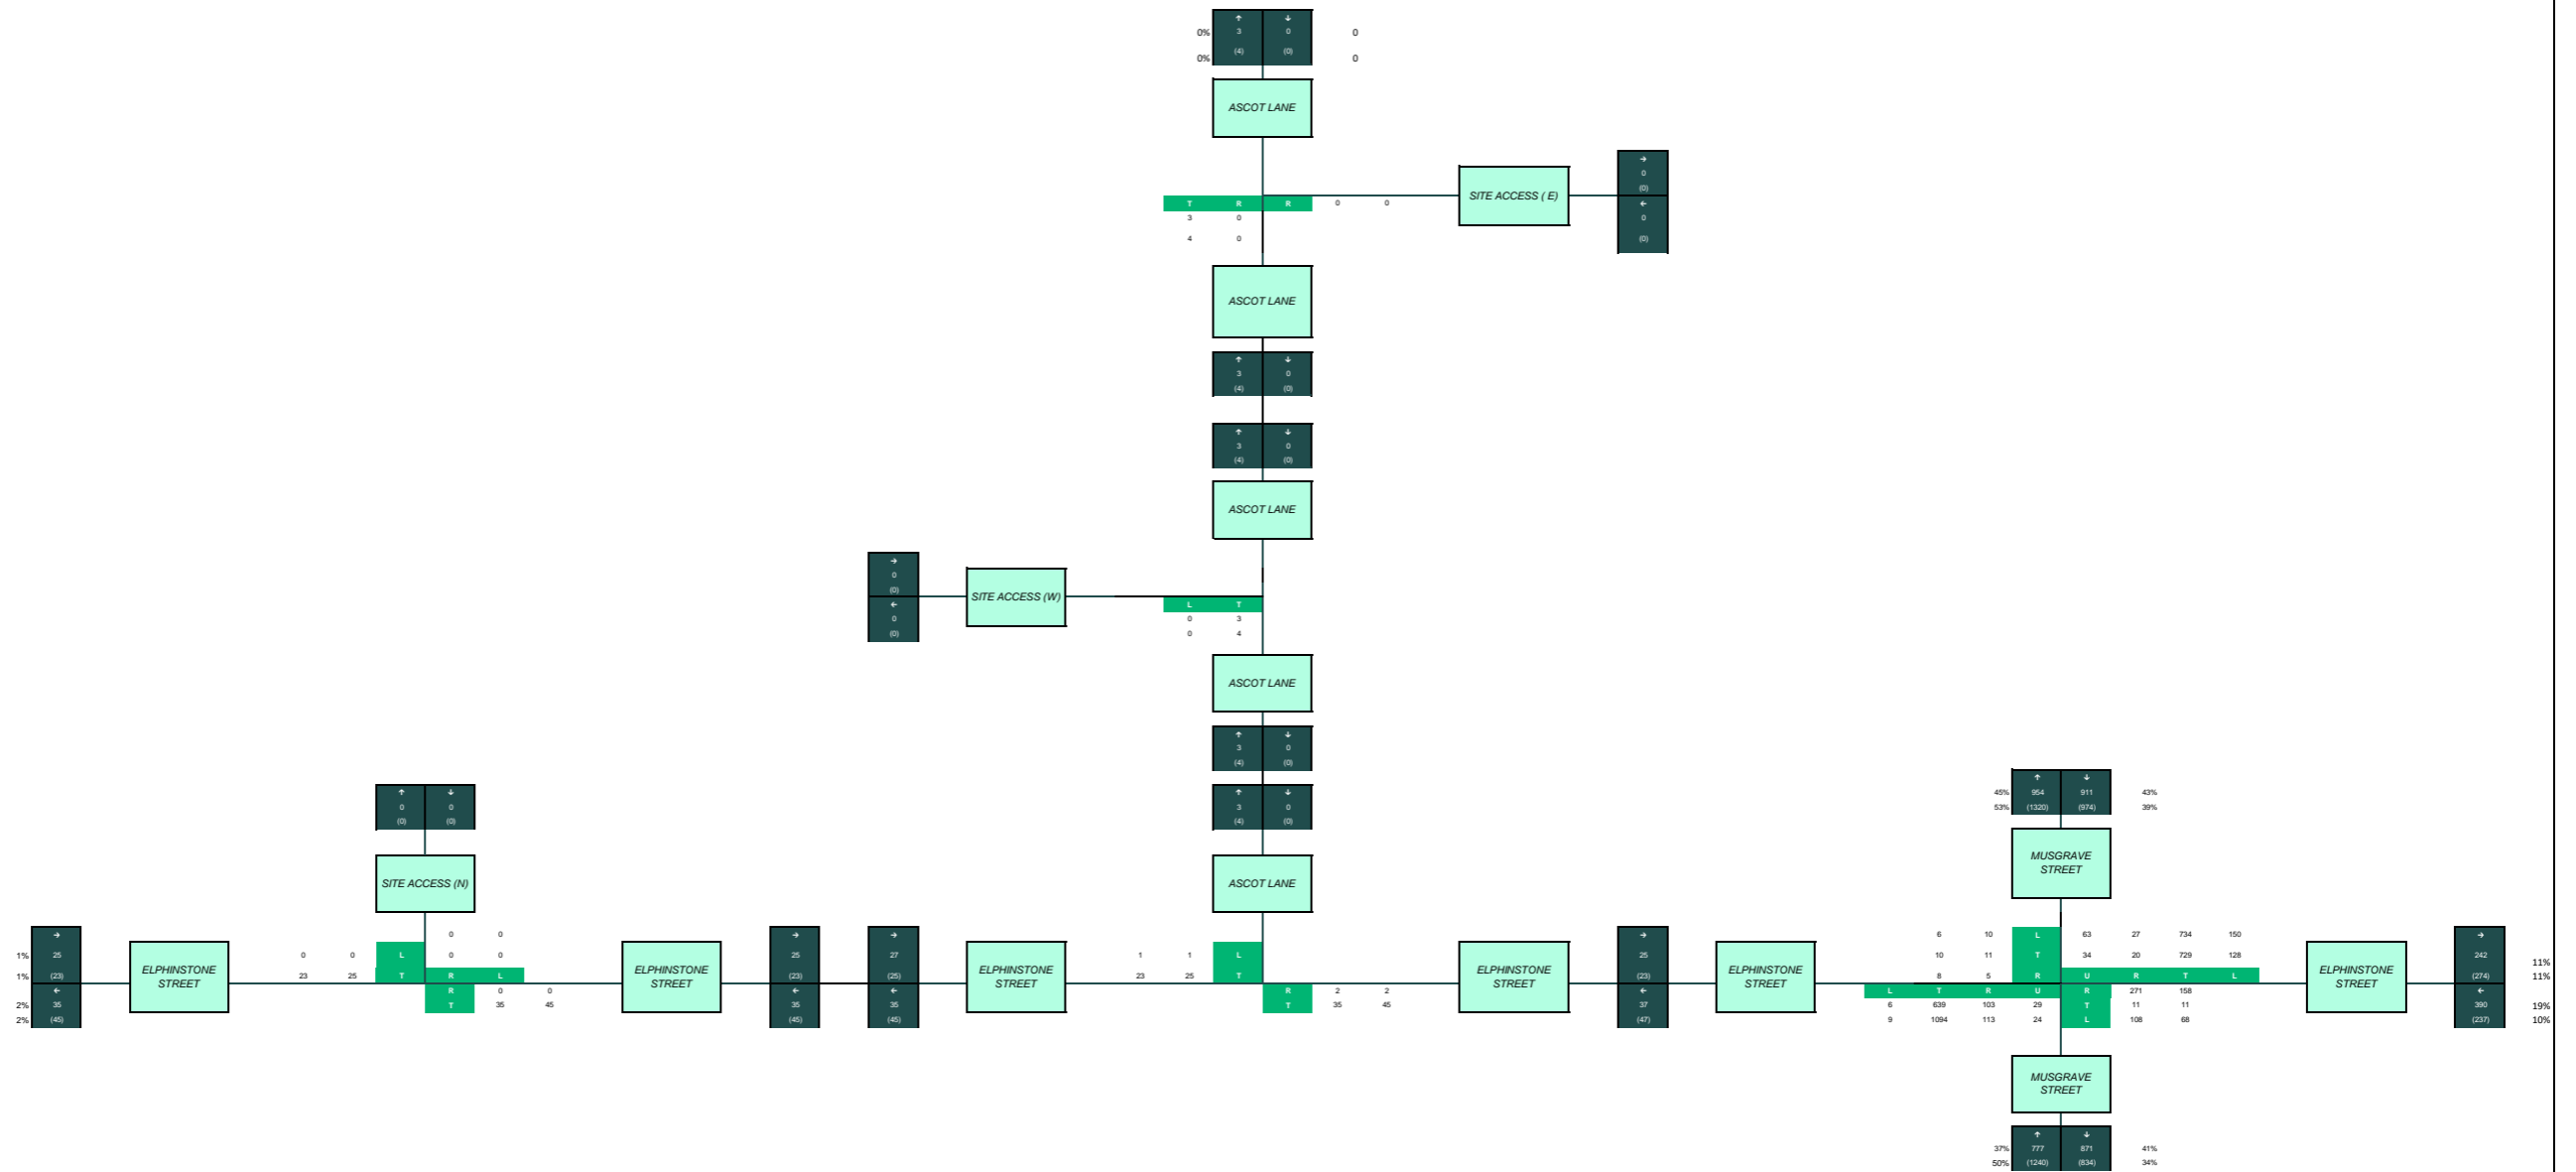 ↑ ↓
0% 3 0 0
(4) (0)
0% 0
ASCOT LANE
→
0
(0)
SITE ACCESS ( E)
T R R 0 0
←
3 0
0
4 0
(0)
ASCOT LANE
↑ ↓
3 0
(4) (0)
↑ ↓
3 0
(4) (0)
ASCOT LANE
→
0
(0)
SITE ACCESS (W)
←
0
(0)
L T
0 3
0 4
ASCOT LANE
↑ ↓
3 0
(4) (0)
↑ ↓
3 0
(4) (0)
ASCOT LANE
↑ ↓
0 0
(0) (0)
SITE ACCESS (N)
↑ ↓
45% 954 911 43%
53% (1320) (974) 39%
MUSGRAVE
STREET
→
1% 25
1% (23)
←
2% 35
2% (45)
ELPHINSTONE
STREET
0 0
0 0 L 0 0
23 25 T R L
R 0 0
T 35 45
ELPHINSTONE
STREET
→ →
25 27
(23) (25)
← ←
35 35
(45) (45)
ELPHINSTONE
STREET
1 1 L
23 25 T
R 2 2
T 35 45
ELPHINSTONE
STREET
→
25
(23)
←
37
(47)
ELPHINSTONE
STREET
6 10 L 63 27 734 150
10 11 T 34 20 729 128
8 5 R U R T L
L T R U R 271 158
6 639 103 29 T 11 11
9 1094 113 24 L 108 68
ELPHINSTONE
STREET
→
242
11%
(274) 11%
←
390 19%
(237) 10%
MUSGRAVE
STREET
↑ ↓
37% 777 871 41%
50% (1240) (834) 34%